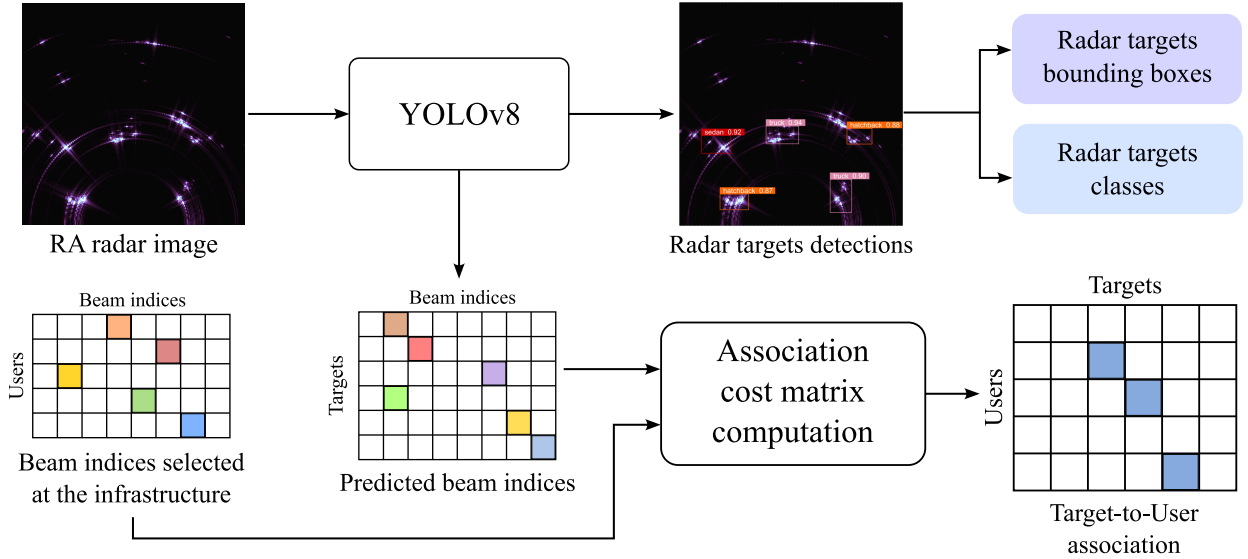 YOLOv8
Radar targets
bounding boxes
Radar targets
classes
sedan 0.92
truck 0.94
hatchback 0.88
hatchback 0.87
truck 0.90
RA radar image
Radar targets detections
Beam indices
Users
Beam indices selected
at the infrastructure
Beam indices
Targets
Predicted beam indices
Association
cost matrix
computation
Targets
Users
Target-to-User
association